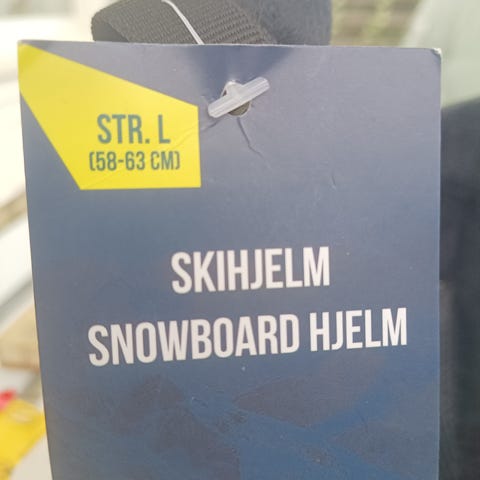 STR. L
(58-63 CM)
SKIHJELM
SNOWBOARD HJELM